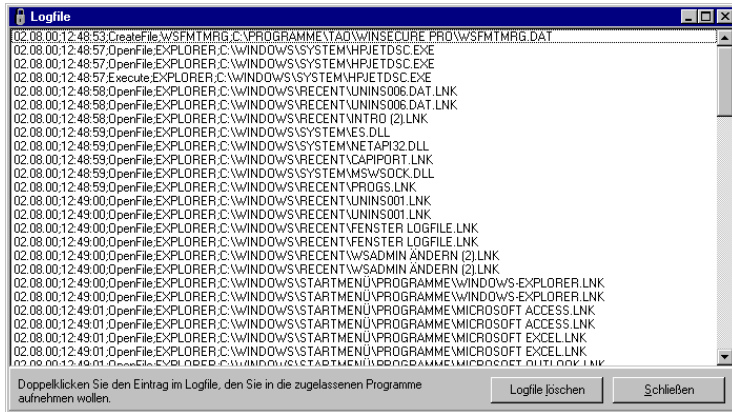 Logfile
02.08.00;12:48:53;CreateFile;WSFMTMRG;C:\PROGRAMME\TAO\WINSECURE PRO\WSFMTMRG.DAT
02.08.00;12:48:57;OpenFile;EXPLORER;C:\WINDOWS\SYSTEM\HPJETDSC.EXE
02.08.00;12:48:57;OpenFile;EXPLORER;C:\WINDOWS\SYSTEM\HPJETDSC.EXE
02.08.00;12:48:57;Execute;EXPLORER;C:\WINDOWS\SYSTEM\HPJETDSC.EXE
02.08.00;12:48:58;OpenFile;EXPLORER;C:\WINDOWS\RECENT\UNINS006.DAT.LNK
02.08.00;12:48:58;OpenFile;EXPLORER;C:\WINDOWS\RECENT\UNINS006.DAT.LNK
02.08.00;12:48:58;OpenFile;EXPLORER;C:\WINDOWS\RECENT\INTRO (2).LNK
02.08.00;12:48:59;OpenFile;EXPLORER;C:\WINDOWS\SYSTEM\ES.DLL
02.08.00;12:48:59;OpenFile;EXPLORER;C:\WINDOWS\SYSTEM\NETAPI32.DLL
02.08.00;12:48:59;OpenFile;EXPLORER;C:\WINDOWS\RECENT\CAPIPORT.LNK
02.08.00;12:48:59;OpenFile;EXPLORER;C:\WINDOWS\SYSTEM\MSWSOCK.DLL
02.08.00;12:48:59;OpenFile;EXPLORER;C:\WINDOWS\RECENT\PROGS.LNK
02.08.00;12:49:00;OpenFile;EXPLORER;C:\WINDOWS\RECENT\UNINS001.LNK
02.08.00;12:49:00;OpenFile;EXPLORER;C:\WINDOWS\RECENT\UNINS001.LNK
02.08.00;12:49:00;OpenFile;EXPLORER;C:\WINDOWS\RECENT\FENSTER LOGFILE.LNK
02.08.00;12:49:00;OpenFile;EXPLORER;C:\WINDOWS\RECENT\FENSTER LOGFILE.LNK
02.08.00;12:49:00;OpenFile;EXPLORER;C:\WINDOWS\RECENT\WSADMIN ÄNDERN (2).LNK
02.08.00;12:49:00;OpenFile;EXPLORER;C:\WINDOWS\RECENT\WSADMIN ÄNDERN (2).LNK
02.08.00;12:49:00;OpenFile;EXPLORER;C:\WINDOWS\STARTMENÜ\PROGRAMME\WINDOWS-EXPLORER.LNK
02.08.00;12:49:00;OpenFile;EXPLORER;C:\WINDOWS\STARTMENÜ\PROGRAMME\WINDOWS-EXPLORER.LNK
02.08.00;12:49:01;OpenFile;EXPLORER;C:\WINDOWS\STARTMENÜ\PROGRAMME\MICROSOFT ACCESS.LNK
02.08.00;12:49:01;OpenFile;EXPLORER;C:\WINDOWS\STARTMENÜ\PROGRAMME\MICROSOFT ACCESS.LNK
02.08.00;12:49:01;OpenFile;EXPLORER;C:\WINDOWS\STARTMENÜ\PROGRAMME\MICROSOFT EXCEL.LNK
02.08.00;12:49:01;OpenFile;EXPLORER;C:\WINDOWS\STARTMENÜ\PROGRAMME\MICROSOFT EXCEL.LNK
02.08.00;12:49:01;OpenFile;EXPLORER;C:\WINDOWS\STARTMENÜ\PROGRAMME\MICROSOFT OUTLOOK.LNK
Doppelklicken Sie den Eintrag im Logfile, den Sie in die zugelassenen Programme
aufnehmen wollen.
Logfile löschen
Schließen